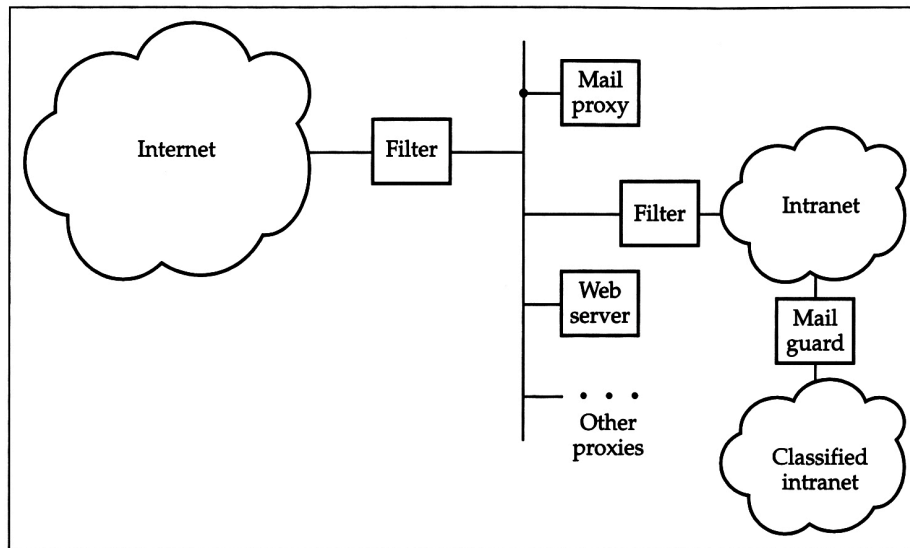 Internet
Filter
Mail
proxy
Filter
Intranet
Web
server
Mail
guard
Other
proxies
Classified
intranet